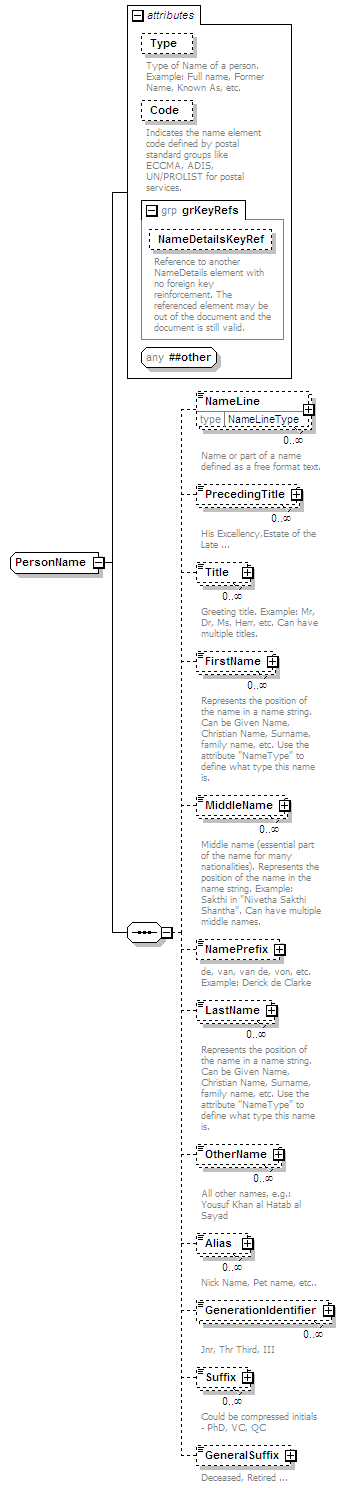 attributes
Type
Type of Name of a person.
Example: Full name, Former
Name, Known As, etc.
Code
Indicates the name element
code defined by postal
standard groups like
ECCMA, ADIS,
UN/PROLIST for postal
services.
grp grKeyRefs
NameDetailsKeyRef
Reference to another
NameDetails element with
no foreign key
reinforcement. The
referenced element may be
out of the document and the
document is still valid.
any ##other
PersonName
NameLine
type NameLineType
0..∞
Name or part of a name
defined as a free format text.
PrecedingTitle
0..∞
His Excellency,Estate of the
Late ...
Title
0..∞
Greeting title. Example: Mr,
Dr, Ms, Herr, etc. Can have
multiple titles.
FirstName
0..∞
Represents the position of
the name in a name string.
Can be Given Name,
Christian Name, Surname,
family name, etc. Use the
attribute "NameType" to
define what type this name
is.
MiddleName
0..∞
Middle name (essential part
of the name for many
nationalities). Represents the
position of the name in the
name string. Example:
Sakthi in "Nivetha Sakthi
Shantha". Can have multiple
middle names.
NamePrefix
de, van, van de, von, etc.
Example: Derick de Clarke
LastName
0..∞
Represents the position of
the name in a name string.
Can be Given Name,
Christian Name, Surname,
family name, etc. Use the
attribute "NameType" to
define what type this name
is.
OtherName
0..∞
All other names, e.g.:
Yousuf Khan al Hatab al
Sayad
Alias
0..∞
Nick Name, Pet name, etc..
GenerationIdentifier
0..∞
Jnr, Thr Third, III
Suffix
0..∞
Could be compressed initials
- PhD, VC, QC
GeneralSuffix
Deceased, Retired ...